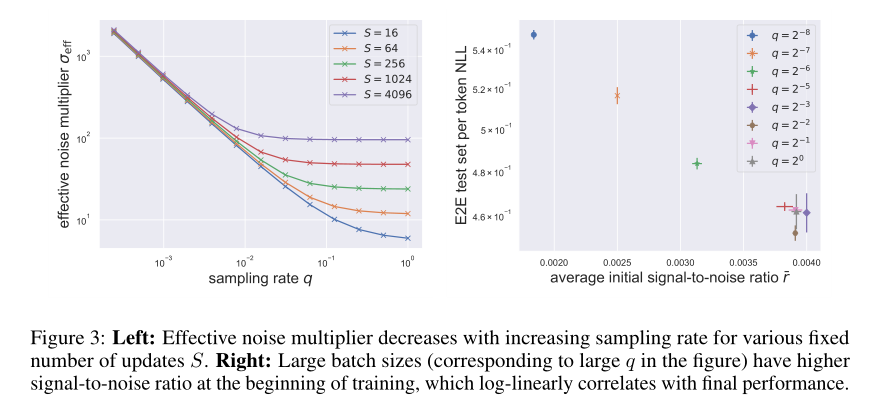 effective noise multiplier σeff
10³
10²
10¹
10⁻³
10⁻²
10⁻¹
10⁰
sampling rate q
S = 16
S = 64
S = 256
S = 1024
S = 4096
E2E test set per token NLL
5.4 × 10⁻¹
5.2 × 10⁻¹
5 × 10⁻¹
4.8 × 10⁻¹
4.6 × 10⁻¹
0.0020
0.0025
0.0030
0.0035
0.0040
average initial signal-to-noise ratio r̄
q = 2⁻⁸
q = 2⁻⁷
q = 2⁻⁶
q = 2⁻⁵
q = 2⁻³
q = 2⁻²
q = 2⁻¹
q = 2⁰
Figure 3: Left: Effective noise multiplier decreases with increasing sampling rate for various fixed
number of updates S. Right: Large batch sizes (corresponding to large q in the figure) have higher
signal-to-noise ratio at the beginning of training, which log-linearly correlates with final performance.